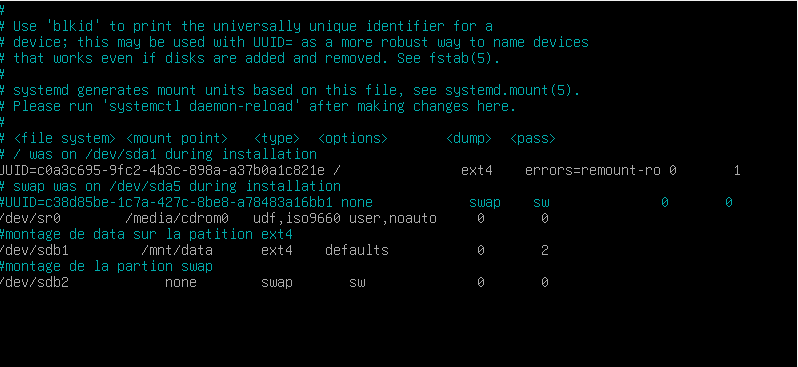 #
# Use 'blkid' to print the universally unique identifier for a
# device; this may be used with UUID= as a more robust way to name devices
# that works even if disks are added and removed. See fstab(5).
#
# systemd generates mount units based on this file, see systemd.mount(5).
# Please run 'systemctl daemon-reload' after making changes here.
#
# <file system> <mount point>   <type>  <options>       <dump>  <pass>
# / was on /dev/sda1 during installation
UUID=c0a3c695-9fc2-4b3c-898a-a37b0a1c821e /               ext4    errors=remount-ro 0       1
# swap was on /dev/sda5 during installation
#UUID=c38d85be-1c7a-427c-8be8-a78483a16bb1 none            swap    sw              0       0
/dev/sr0        /media/cdrom0   udf,iso9660 user,noauto     0       0
#montage de data sur la patition ext4
/dev/sdb1         /mnt/data      ext4    defaults           0       2
#montage de la partion swap
/dev/sdb2            none        swap       sw              0       0